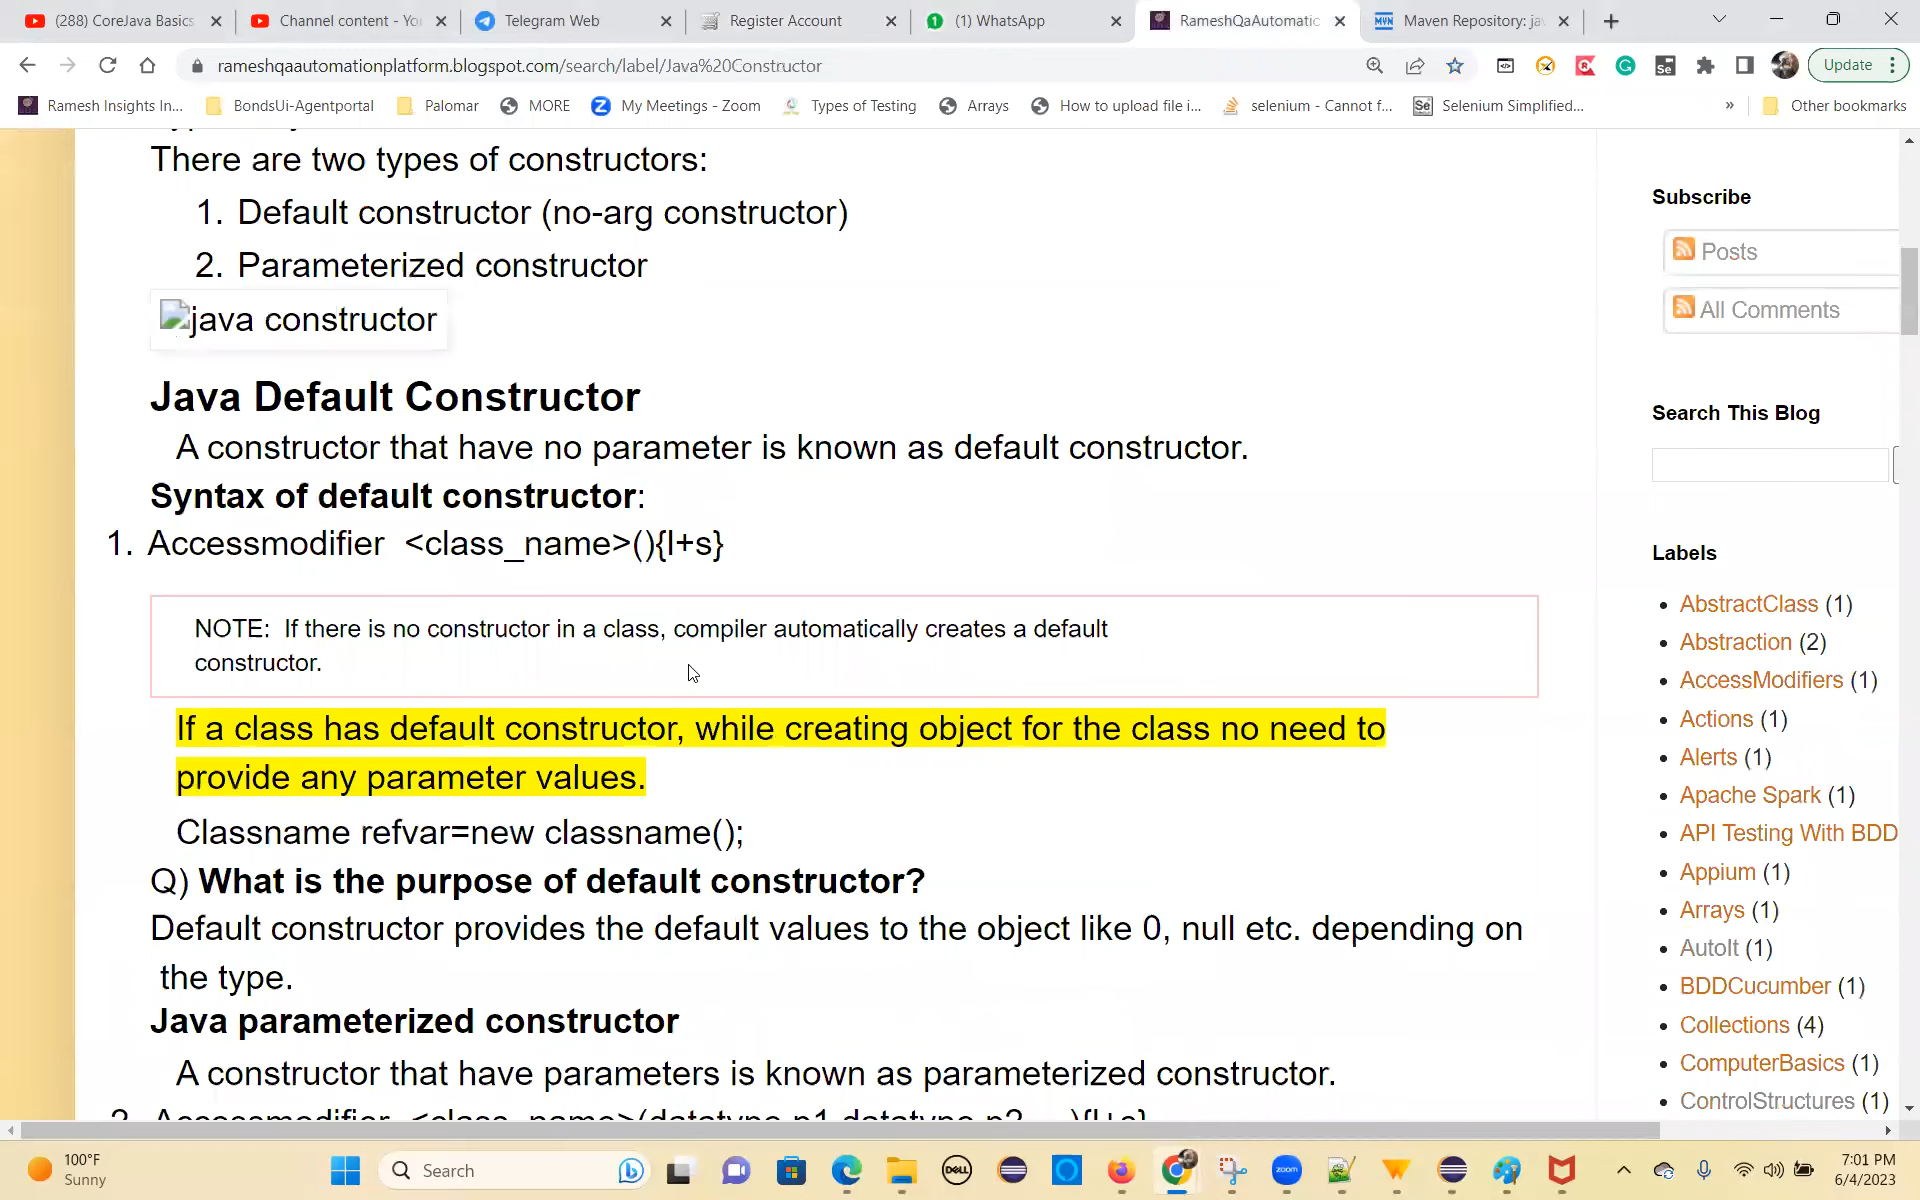 (288) CoreJava Basics
Channel content - You
Telegram Web
Register Account
(1) WhatsApp
RameshQaAutomatic
Maven Repository: jav
rameshqaautomationplatform.blogspot.com/search/label/Java%20Constructor
Update
Ramesh Insights In...
BondsUi-Agentportal
Palomar
MORE
My Meetings - Zoom
Types of Testing
Arrays
How to upload file i...
selenium - Cannot f...
Selenium Simplified...
»
Other bookmarks
There are two types of constructors:
1. Default constructor (no-arg constructor)
2. Parameterized constructor
java constructor
Java Default Constructor
A constructor that have no parameter is known as default constructor.
Syntax of default constructor:
1. Accessmodifier <class_name>(){l+s}
NOTE: If there is no constructor in a class, compiler automatically creates a default
constructor.
If a class has default constructor, while creating object for the class no need to
provide any parameter values.
Classname refvar=new classname();
Q) What is the purpose of default constructor?
Default constructor provides the default values to the object like 0, null etc. depending on
the type.
Java parameterized constructor
A constructor that have parameters is known as parameterized constructor.
Subscribe
Posts
All Comments
Search This Blog
Labels
AbstractClass (1)
Abstraction (2)
AccessModifiers (1)
Actions (1)
Alerts (1)
Apache Spark (1)
API Testing With BDD
Appium (1)
Arrays (1)
AutoIt (1)
BDDCucumber (1)
Collections (4)
ComputerBasics (1)
ControlStructures (1)
100°F
Sunny
Search
DELL
zoom
7:01 PM
6/4/2023